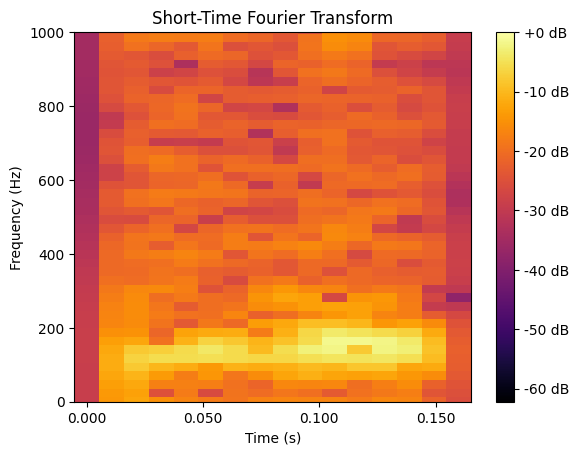 Short-Time Fourier Transform
1000
800
600
400
200
0
Frequency (Hz)
0.000
0.050
0.100
0.150
Time (s)
+0 dB
-10 dB
-20 dB
-30 dB
-40 dB
-50 dB
-60 dB